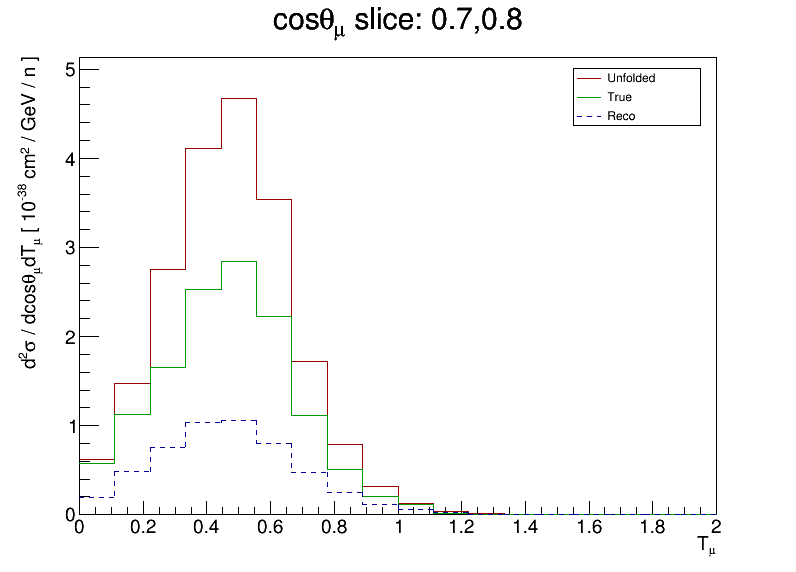 cosθμ slice: 0.7,0.8
d²σ / dcosθμdTμ [ 10⁻³⁸ cm² / GeV / n ]
5
4
3
2
1
0
Unfolded
True
Reco
0 0.2 0.4 0.6 0.8 1 1.2 1.4 1.6 1.8 2
Tμ